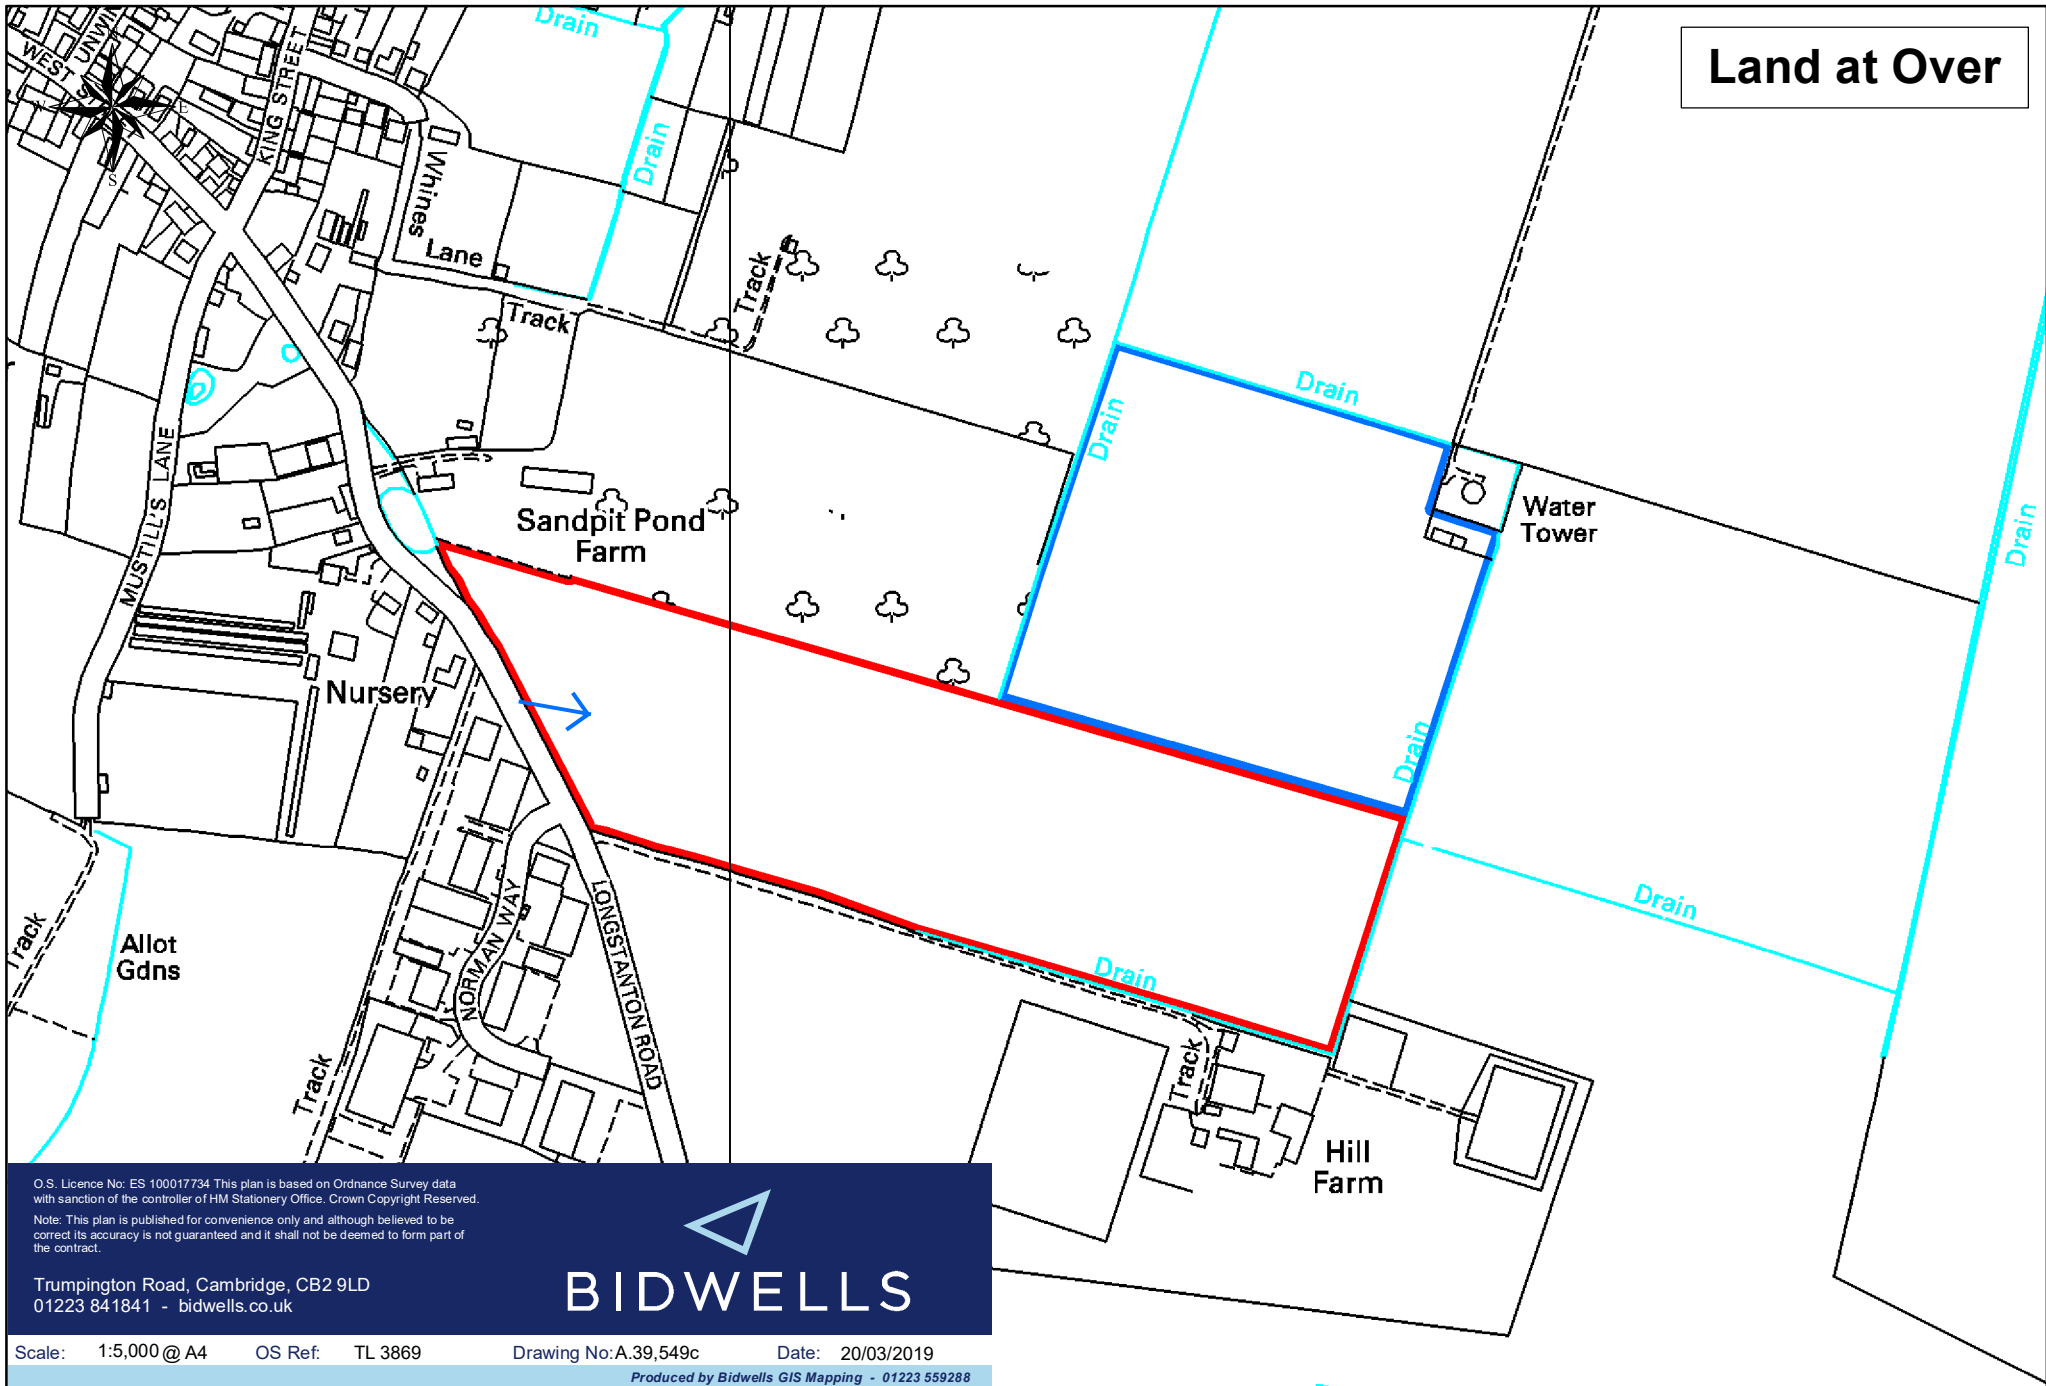 Land at Over
Drain
WEST ST
UNWIN
KING STREET
N
E
S
W
Drain
Whines
Lane
Track
Track
Drain
Drain
Water
Tower
Drain
Sandpit Pond
Farm
MUSTILL'S LANE
Nursery
Drain
Drain
Allot
Gdns
Track
NORMAN WAY
LONGSTANTON ROAD
Drain
Track
Track
Hill
Farm
O.S. Licence No: ES 100017734 This plan is based on Ordnance Survey data
with sanction of the controller of HM Stationery Office. Crown Copyright Reserved.
Note: This plan is published for convenience only and although believed to be
correct its accuracy is not guaranteed and it shall not be deemed to form part of
the contract.
Trumpington Road, Cambridge, CB2 9LD
01223 841841 - bidwells.co.uk
BIDWELLS
Scale: 1:5,000 @ A4 OS Ref: TL 3869 Drawing No: A.39,549c Date: 20/03/2019
Produced by Bidwells GIS Mapping - 01223 559288